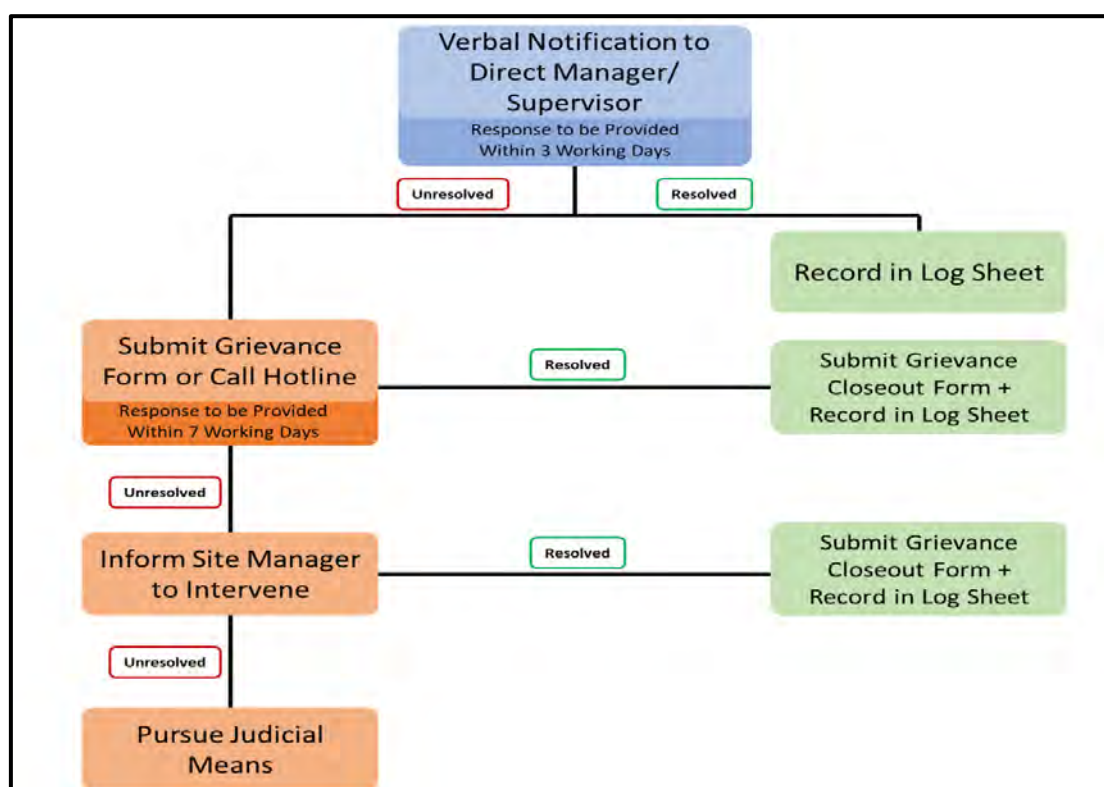 Verbal Notification to
Direct Manager/
Supervisor
Response to be Provided
Within 3 Working Days
Unresolved
Resolved
Record in Log Sheet
Submit Grievance
Form or Call Hotline
Response to be Provided
Within 7 Working Days
Resolved
Submit Grievance
Closeout Form +
Record in Log Sheet
Unresolved
Inform Site Manager
to Intervene
Resolved
Submit Grievance
Closeout Form +
Record in Log Sheet
Unresolved
Pursue Judicial
Means